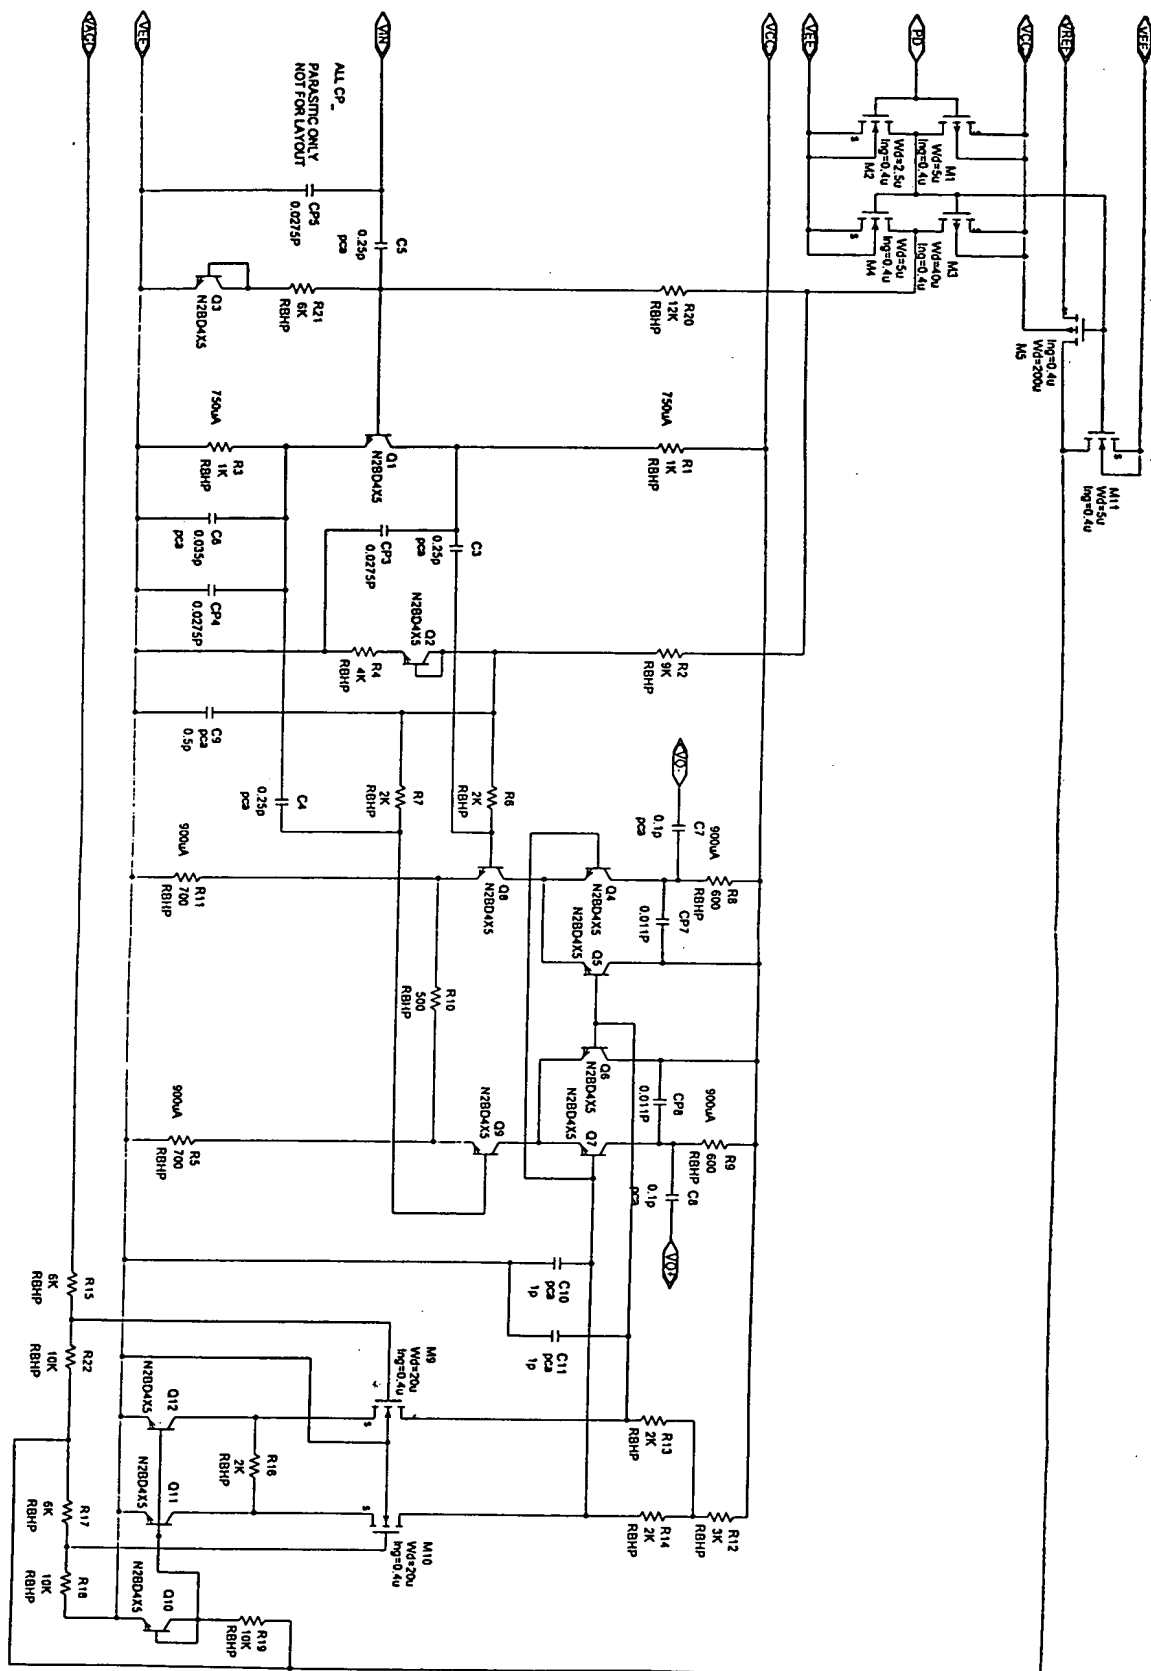 VAGC
VEE
VIN
VCC
VEE
PD
VCC
VREF
VEE
ALL CP_
PARASITIC ONLY
NOT FOR LAYOUT
M1
Wd=5u
lng=0.4u
M2
Wd=2.5u
lng=0.4u
M3
Wd=40u
lng=0.4u
M4
Wd=5u
lng=0.4u
M5
Wd=200u
lng=0.4u
M11
Wd=5u
lng=0.4u
CP5
0.0275P
C5
0.25p
pca
R20
12K
RBHP
R21
6K
RBHP
Q3
N2BD4X5
750uA
R1
1K
RBHP
Q1
N2BD4X5
750uA
R3
1K
RBHP
C6
0.035p
pca
CP4
0.0275P
C3
0.25p
pca
CP3
0.0275P
R2
9K
RBHP
Q2
N2BD4X5
R4
4K
RBHP
C9
pca
0.5p
R6
2K
RBHP
R7
2K
RBHP
C4
0.25p
pca
VO-
C7
0.1p
pca
900uA
R8
600
RBHP
CP7
0.011P
Q4
N2BD4X5
Q5
N2BD4X5
Q8
N2BD4X5
900uA
R11
700
RBHP
R10
500
RBHP
Q6
N2BD4X5
Q7
N2BD4X5
CP8
0.011P
900uA
R9
600
RBHP
C8
0.1p
pca
VO+
Q9
N2BD4X5
900uA
R5
700
RBHP
C10
pca
1p
C11
pca
1p
R15
6K
RBHP
R22
10K
RBHP
M9
Wd=20u
lng=0.4u
s
R13
2K
RBHP
R12
3K
RBHP
R14
2K
RBHP
Q12
N2BD4X5
R16
2K
RBHP
Q11
N2BD4X5
M10
Wd=20u
lng=0.4u
s
R17
6K
RBHP
R18
10K
RBHP
Q10
N2BD4X5
R19
10K
RBHP